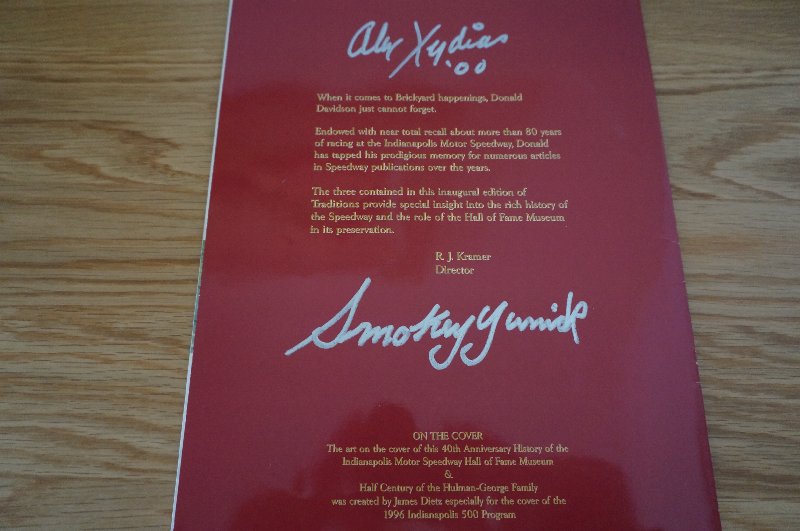 Alex Xydias
'00
When it comes to Brickyard happenings, Donald
Davidson just cannot forget.
Endowed with near total recall about more than 80 years
of racing at the Indianapolis Motor Speedway, Donald
has tapped his prodigious memory for numerous articles
in Speedway publications over the years.
The three contained in this inaugural edition of
Traditions provide special insight into the rich history of
the Speedway and the role of the Hall of Fame Museum
in its preservation.
R. J. Kramer
Director
Smokey Yunick
ON THE COVER
The art on the cover of this 40th Anniversary History of the
Indianapolis Motor Speedway Hall of Fame Museum
&
Half Century of the Hulman-George Family
was created by James Dietz especially for the cover of the
1996 Indianapolis 500 Program